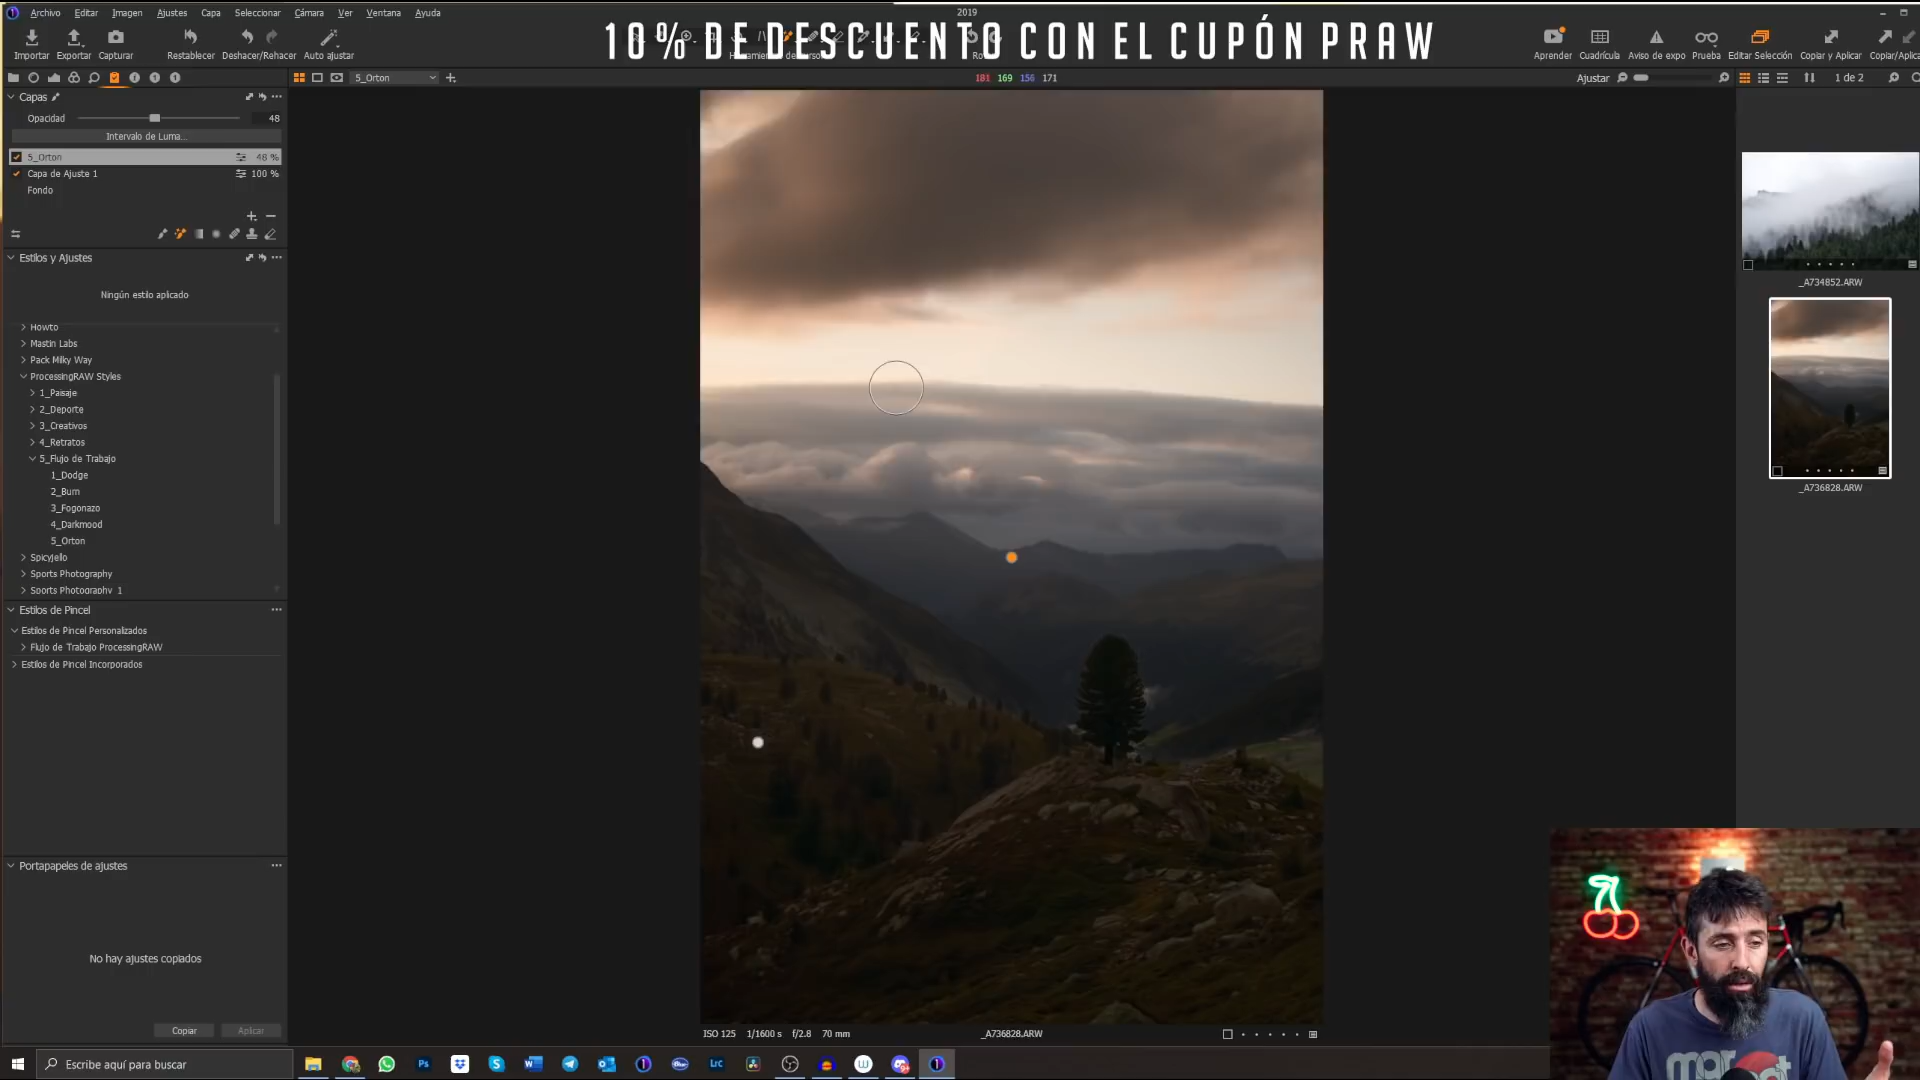 Archivo Editar Imagen Ajustes Capa Seleccionar Cámara Ver Ventana Ayuda
2019
10% DE DESCUENTO CON EL CUPÓN PRAW
Importar Exportar Capturar Restablecer Deshacer/Rehacer Auto ajustar
Aprender Cuadrícula Aviso de expo Prueba Editar Selección Copiar y Aplicar
5_Orton
181 169 156 171
Ajustar
1 de 2
Capas
Opacidad 48
Intervalo de Luma...
5_Orton 48 %
Capa de Ajuste 1 100 %
Fondo
Estilos y Ajustes
Ningún estilo aplicado
Howto
Mastin Labs
Pack Milky Way
ProcessingRAW Styles
1_Paisaje
2_Deporte
3_Creativos
4_Retratos
5_Flujo de Trabajo
1_Dodge
2_Burn
3_Fogonazo
4_Darkmood
5_Orton
Spicyjello
Sports Photography
Sports Photography 1
Estilos de Pincel
Estilos de Pincel Personalizados
Flujo de Trabajo ProcessingRAW
Estilos de Pincel Incorporados
Portapapeles de ajustes
No hay ajustes copiados
Copiar Aplicar
ISO 125 1/1600 s f/2.8 70 mm _A736828.ARW
_A734852.ARW
_A736828.ARW
Escribe aquí para buscar
Ps
Lrc